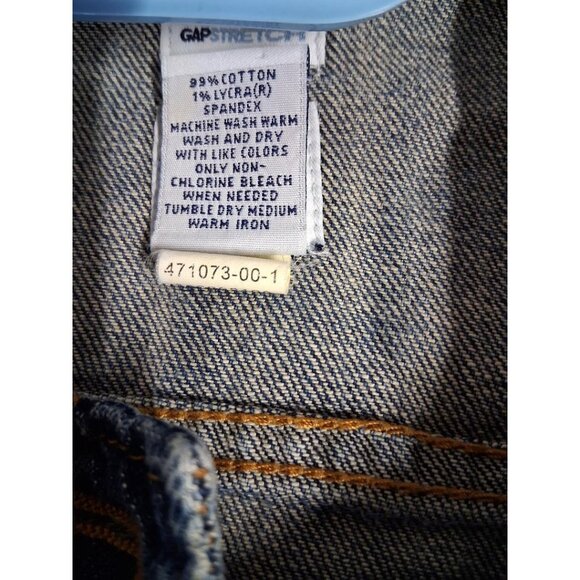 GAPSTRETCH
99% COTTON
1% LYCRA(R)
SPANDEX
MACHINE WASH WARM
WASH AND DRY
WITH LIKE COLORS
ONLY NON-
CHLORINE BLEACH
WHEN NEEDED
TUMBLE DRY MEDIUM
WARM IRON
471073-00-1